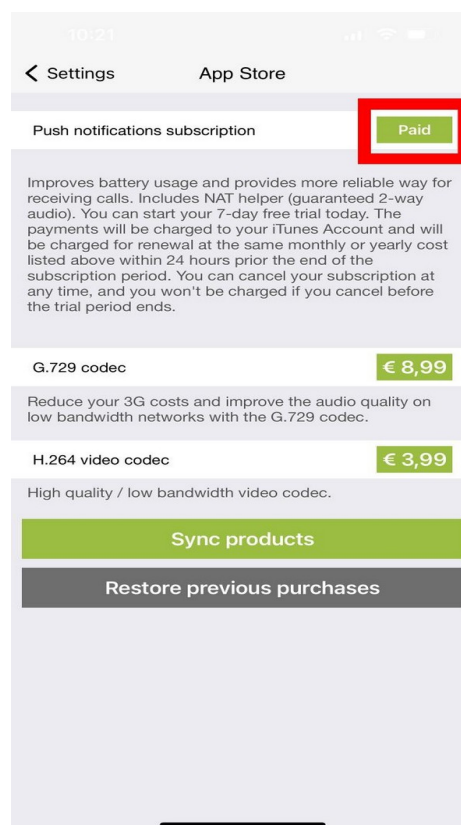 10:21
Settings
App Store
Push notifications subscription
Paid
Improves battery usage and provides more reliable way for
receiving calls. Includes NAT helper (guaranteed 2-way
audio). You can start your 7-day free trial today. The
payments will be charged to your iTunes Account and will
be charged for renewal at the same monthly or yearly cost
listed above within 24 hours prior the end of the
subscription period. You can cancel your subscription at
any time, and you won't be charged if you cancel before
the trial period ends.
G.729 codec
€ 8,99
Reduce your 3G costs and improve the audio quality on
low bandwidth networks with the G.729 codec.
H.264 video codec
€ 3,99
High quality / low bandwidth video codec.
Sync products
Restore previous purchases